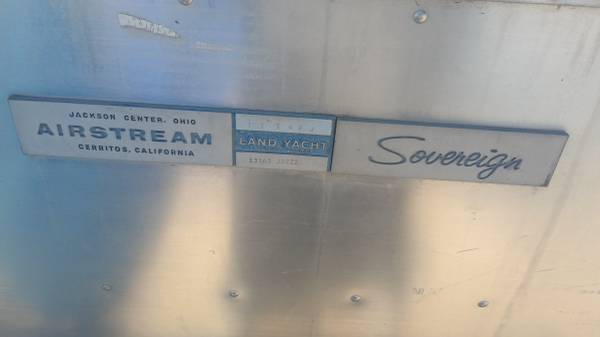 JACKSON CENTER, OHIO
AIRSTREAM
CERRITOS, CALIFORNIA
LAND YACHT
Sovereign